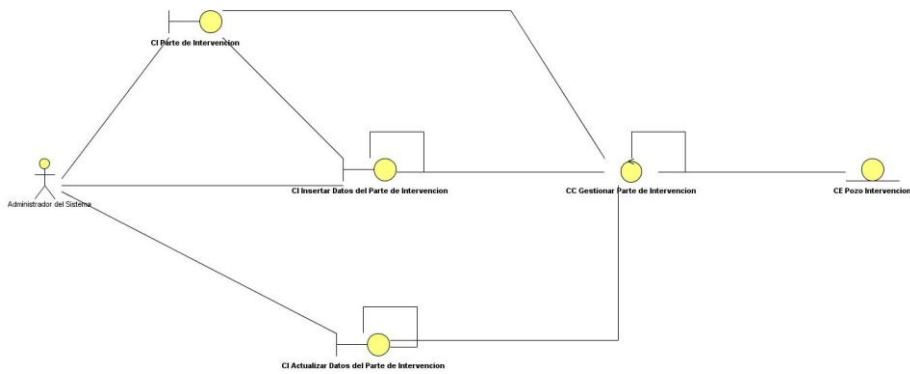 CI Parte de Intervencion
CI Insertar Datos del Parte de Intervencion
CC Gestionar Parte de Intervencion
CE Pozo Intervencion
Administrador del Sistema
CI Actualizar Datos del Parte de Intervencion